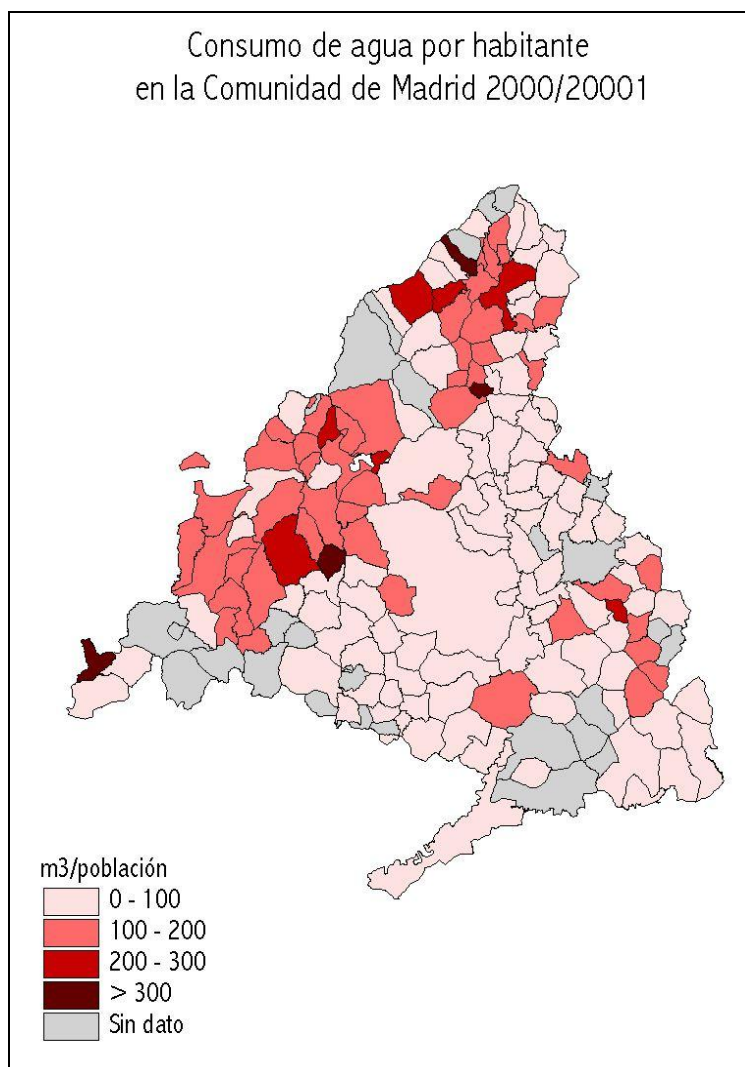 Consumo de agua por habitante
en la Comunidad de Madrid 2000/20001
m3/población
0 - 100
100 - 200
200 - 300
> 300
Sin dato